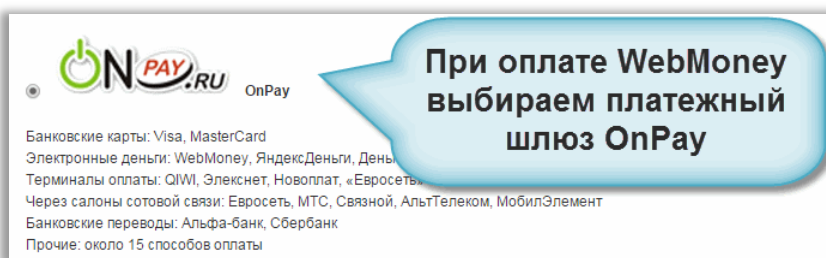 ONPAY.RU
OnPay
При оплате WebMoney
выбираем платежный
шлюз OnPay
Банковские карты: Visa, MasterCard
Электронные деньги: WebMoney, ЯндексДеньги,
Терминалы оплаты: QIWI, Элекснет, Новоплат, «Евросеть»
Через салоны сотовой связи: Евросеть, МТС, Связной, АльтТелеком, МобилЭлемент
Банковские переводы: Альфа-банк, Сбербанк
Прочие: около 15 способов оплаты